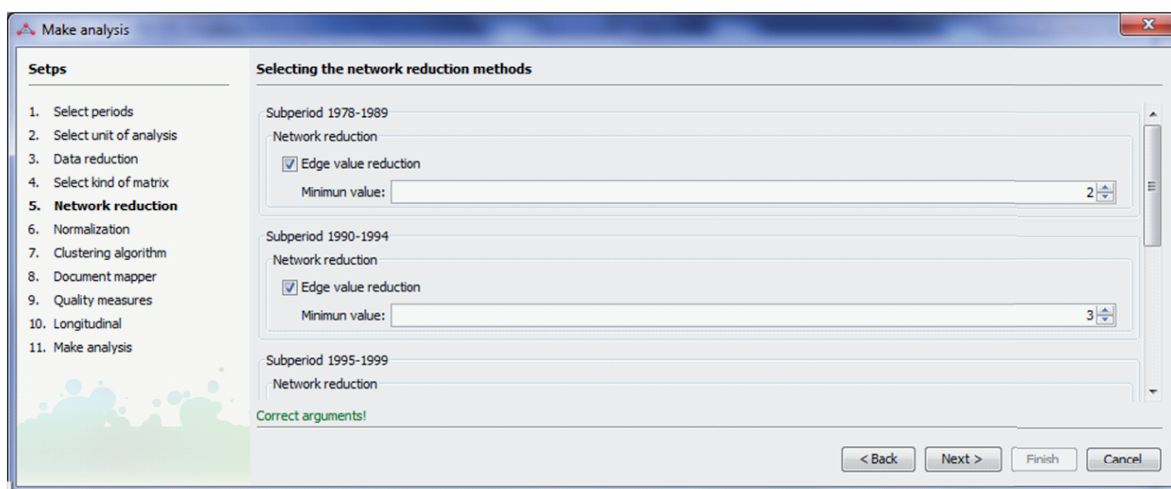 Make analysis
Setps
1. Select periods
2. Select unit of analysis
3. Data reduction
4. Select kind of matrix
5. Network reduction
6. Normalization
7. Clustering algorithm
8. Document mapper
9. Quality measures
10. Longitudinal
11. Make analysis
Selecting the network reduction methods
Subperiod 1978-1989
Network reduction
Edge value reduction
Minimun value: 2
Subperiod 1990-1994
Network reduction
Edge value reduction
Minimun value: 3
Subperiod 1995-1999
Network reduction
Correct arguments!
< Back Next > Finish Cancel